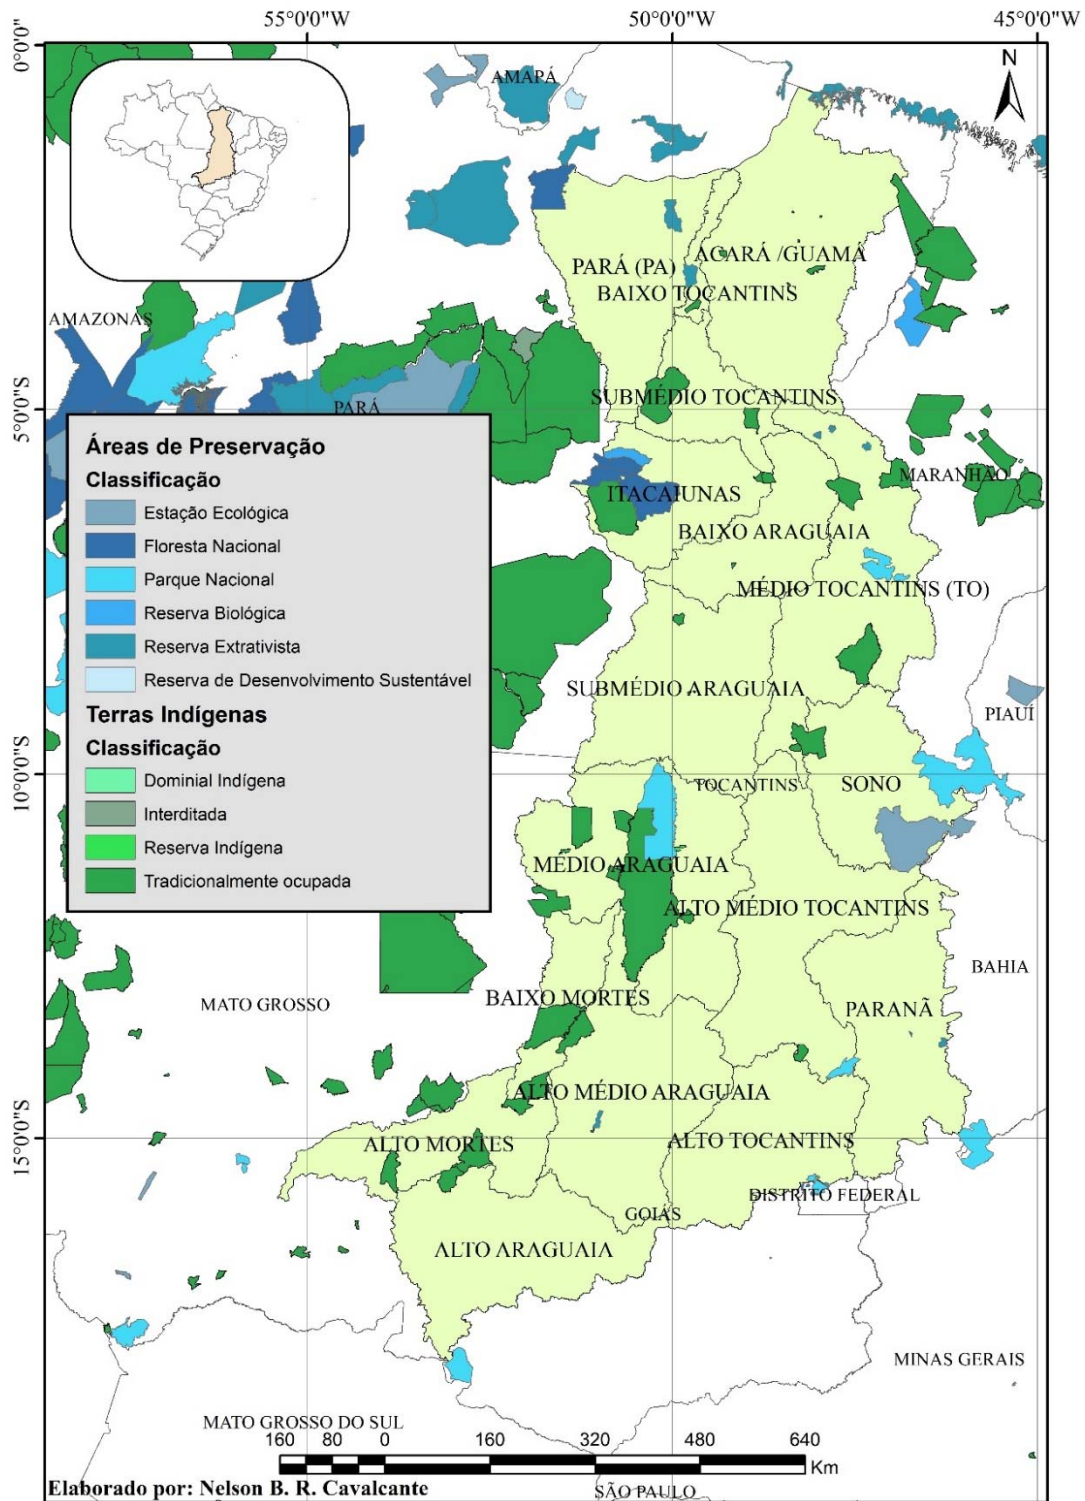 55°0'0"W 50°0'0"W 45°0'0"W
0°0'0"
N
AMAPÁ
ACARÁ /GUAMÁ
PARÁ (PA)
BAIXO TOCANTINS
AMAZONAS
SUBMÉDIO TOCANTINS
PARÁ
5°0'0"S
Áreas de Preservação
Classificação
Estação Ecológica
Floresta Nacional
Parque Nacional
Reserva Biológica
Reserva Extrativista
Reserva de Desenvolvimento Sustentável
Terras Indígenas
Classificação
Dominial Indígena
Interditada
Reserva Indígena
Tradicionalmente ocupada
MARANHÃO
ITACAIUNAS
BAIXO ARAGUAIA
MÉDIO TOCANTINS (TO)
SUBMÉDIO ARAGUAIA
PIAUÍ
10°0'0"S
TOCANTINS
SONO
MÉDIO ARAGUAIA
ALTO MÉDIO TOCANTINS
BAHIA
BAIXO MORTES
MATO GROSSO
PARANÃ
ALTO MÉDIO ARAGUAIA
15°0'0"S
ALTO MORTES
ALTO TOCANTINS
DISTRITO FEDERAL
GOIÁS
ALTO ARAGUAIA
MINAS GERAIS
MATO GROSSO DO SUL
160 80 0 160 320 480 640
Km
Elaborado por: Nelson B. R. Cavalcante
SÃO PAULO